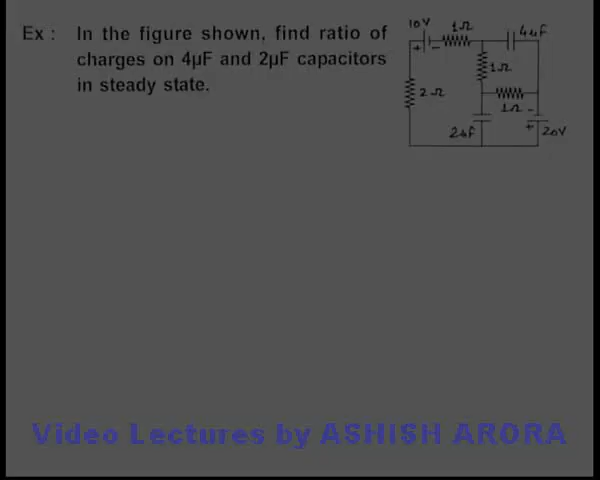 Ex : In the figure shown, find ratio of
charges on 4μF and 2μF capacitors
in steady state.
10V 1Ω 4μF
+ -
1Ω
2Ω
1Ω -
2μF + 20V
Video Lectures by ASHISH ARORA